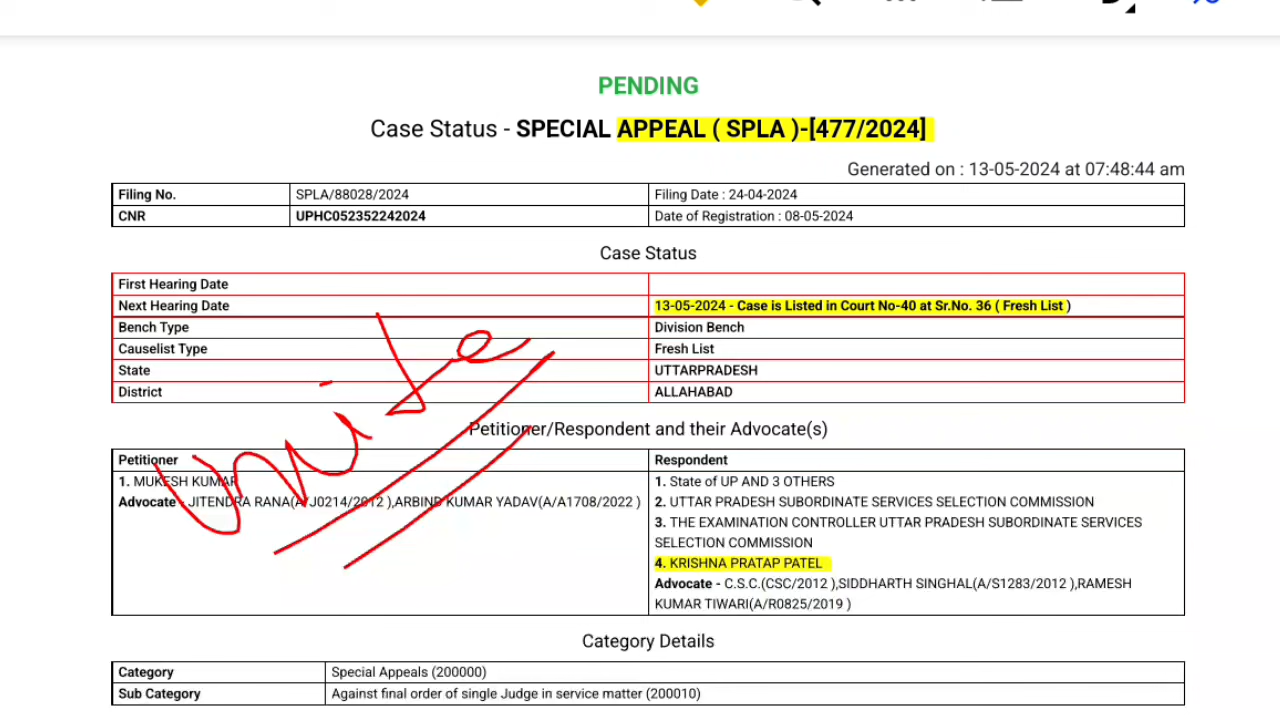 PENDING
Case Status - SPECIAL APPEAL ( SPLA )-[477/2024]
Generated on : 13-05-2024 at 07:48:44 am
Filing No. SPLA/88028/2024 Filing Date : 24-04-2024
CNR UPHC052352242024 Date of Registration : 08-05-2024
Case Status
First Hearing Date
Next Hearing Date 13-05-2024 - Case is Listed in Court No-40 at Sr.No. 36 ( Fresh List )
Bench Type Division Bench
Causelist Type Fresh List
State UTTARPRADESH
District ALLAHABAD
Unite
Petitioner/Respondent and their Advocate(s)
Petitioner
1. MUKESH KUMAR
Advocate - JITENDRA RANA(A/J0214/2012 ),ARBIND KUMAR YADAV(A/A1708/2022 )
Respondent
1. State of UP AND 3 OTHERS
2. UTTAR PRADESH SUBORDINATE SERVICES SELECTION COMMISSION
3. THE EXAMINATION CONTROLLER UTTAR PRADESH SUBORDINATE SERVICES
SELECTION COMMISSION
4. KRISHNA PRATAP PATEL
Advocate - C.S.C.(CSC/2012 ),SIDDHARTH SINGHAL(A/S1283/2012 ),RAMESH
KUMAR TIWARI(A/R0825/2019 )
Category Details
Category Special Appeals (200000)
Sub Category Against final order of single Judge in service matter (200010)